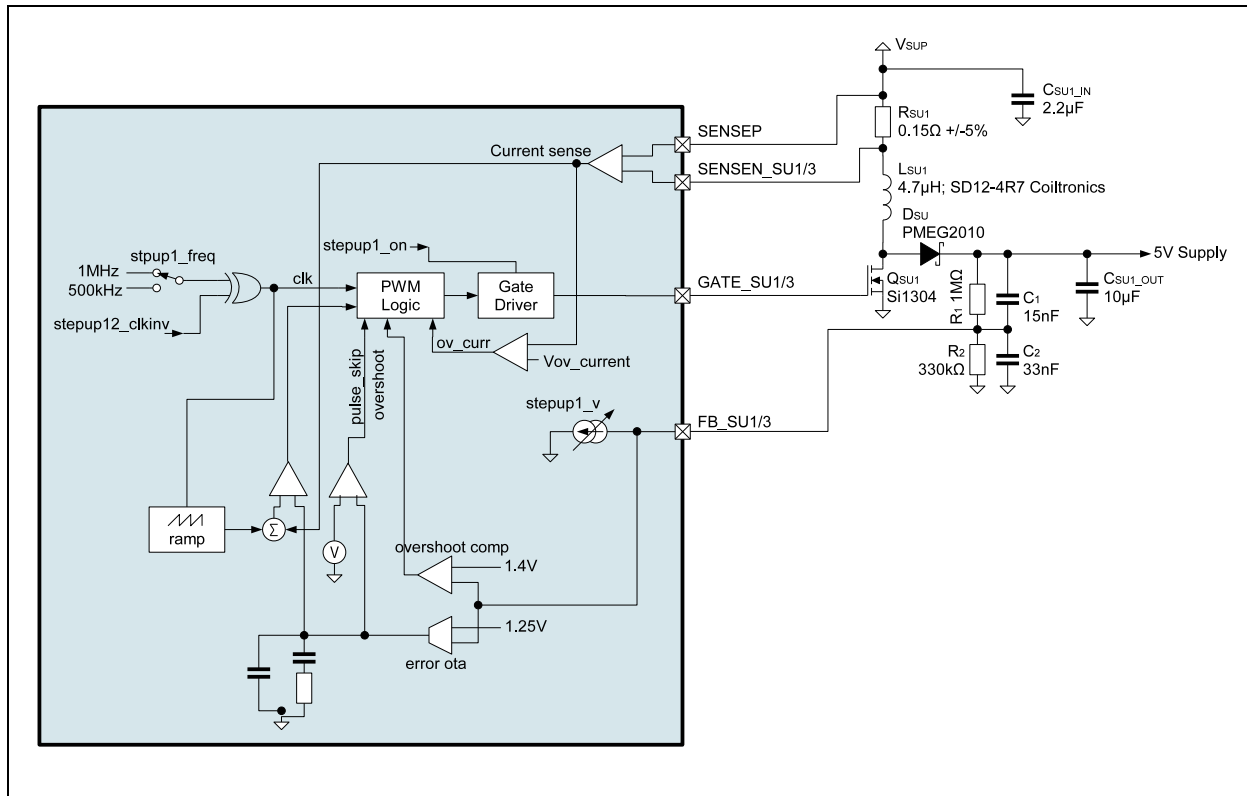 VSUP
CSU1_IN
2.2µF
RSU1
0.15Ω +/-5%
SENSEP
Current sense
SENSEN_SU1/3
LSU1
4.7µH; SD12-4R7 Coiltronics
DSU
PMEG2010
stepup1_on
stpup1_freq
1MHz
500kHz
clk
PWM
Logic
Gate
Driver
GATE_SU1/3
5V Supply
QSU1
Si1304
R1 1MΩ
C1
15nF
CSU1_OUT
10µF
stepup12_clkinv
ov_curr
Vov_current
pulse_skip
overshoot
R2
330kΩ
C2
33nF
stepup1_v
FB_SU1/3
ramp
Σ
V
overshoot comp
1.4V
1.25V
error ota